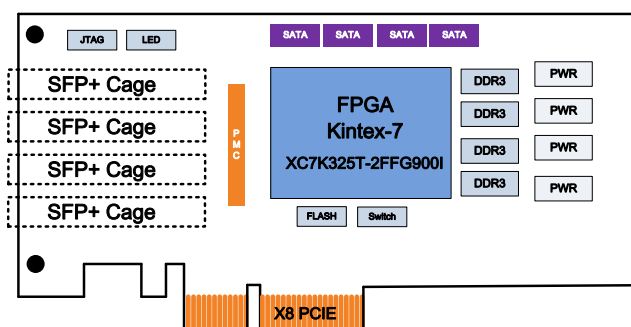 JTAG LED SATA SATA SATA SATA
SFP+ Cage
SFP+ Cage
SFP+ Cage
SFP+ Cage
PMC
FPGA
Kintex-7
XC7K325T-2FFG900I
DDR3
DDR3
DDR3
DDR3
PWR
PWR
PWR
PWR
FLASH Switch
X8 PCIE